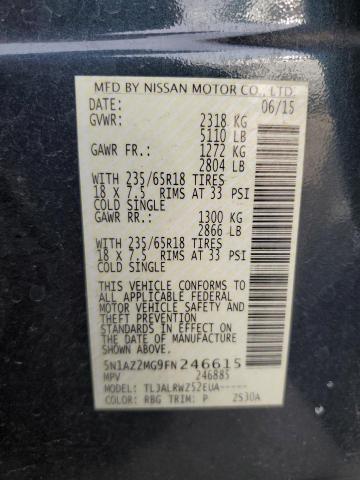 MFD BY NISSAN MOTOR CO., LTD.
DATE: 06/15
GVWR: 2318 KG
5110 LB
GAWR FR.: 1272 KG
2804 LB
WITH 235/65R18 TIRES
18 X 7.5 RIMS AT 33 PSI
COLD SINGLE
GAWR RR.: 1300 KG
2866 LB
WITH 235/65R18 TIRES
18 X 7.5 RIMS AT 33 PSI
COLD SINGLE
THIS VEHICLE CONFORMS TO
ALL APPLICABLE FEDERAL
MOTOR VEHICLE SAFETY AND
AND THEFT PREVENTION
STANDARDS IN EFFECT ON THE
DATE OF MANUFACTURE SHOWN
ABOVE.
5N1AZ2MG9FN246615
MPV 246885
MODEL: TLJALRWZ52EUA-----
COLOR: RBG TRIM: P 2S30A